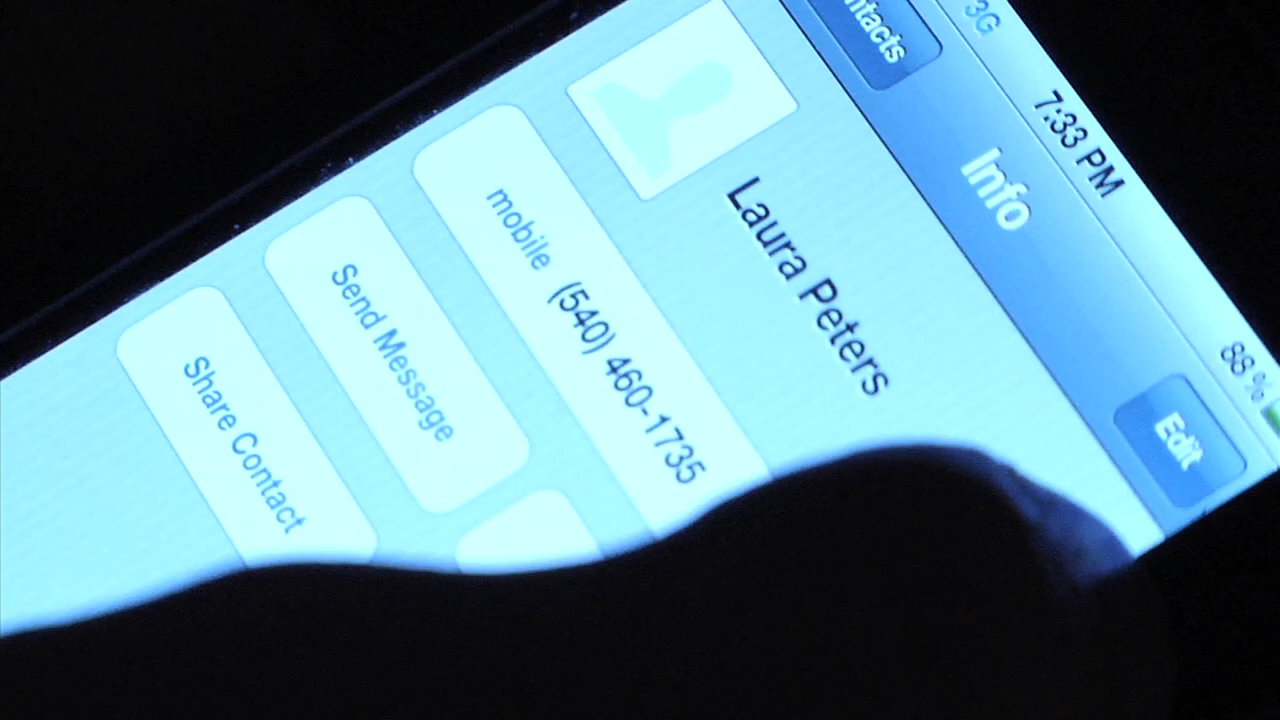 3G 7:33 PM 88 %
ntacts Info Edit
Laura Peters
mobile (540) 460-1735
Send Message
Share Contact